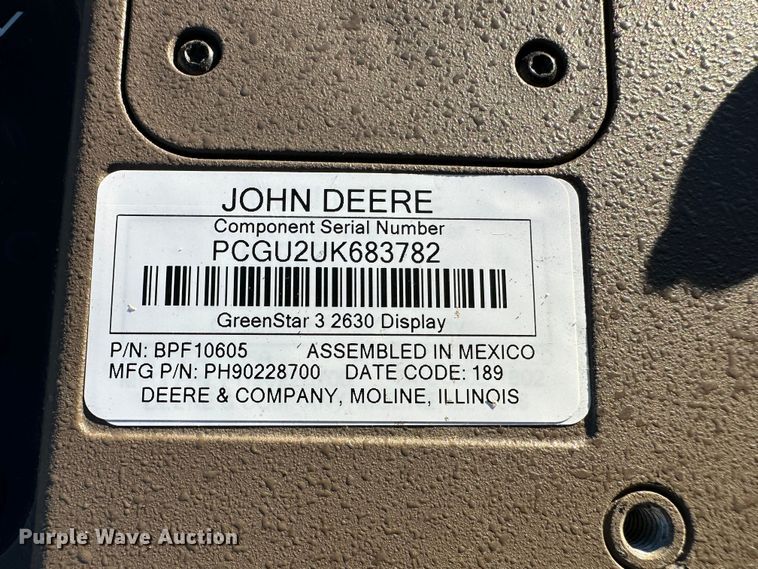 JOHN DEERE
Component Serial Number
PCGU2UK683782
GreenStar 3 2630 Display
P/N: BPF10605 ASSEMBLED IN MEXICO
MFG P/N: PH90228700 DATE CODE: 189
DEERE & COMPANY, MOLINE, ILLINOIS
Purple Wave Auction